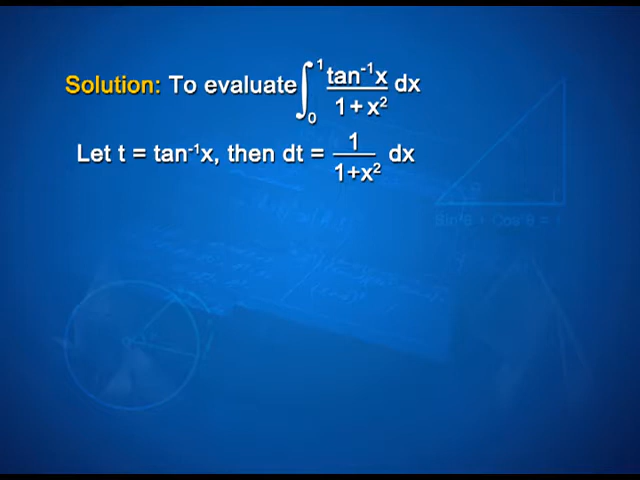 Solution: To evaluate ∫₀¹ tan⁻¹x / 1 + x² dx
Let t = tan⁻¹x, then dt = 1 / 1+x² dx